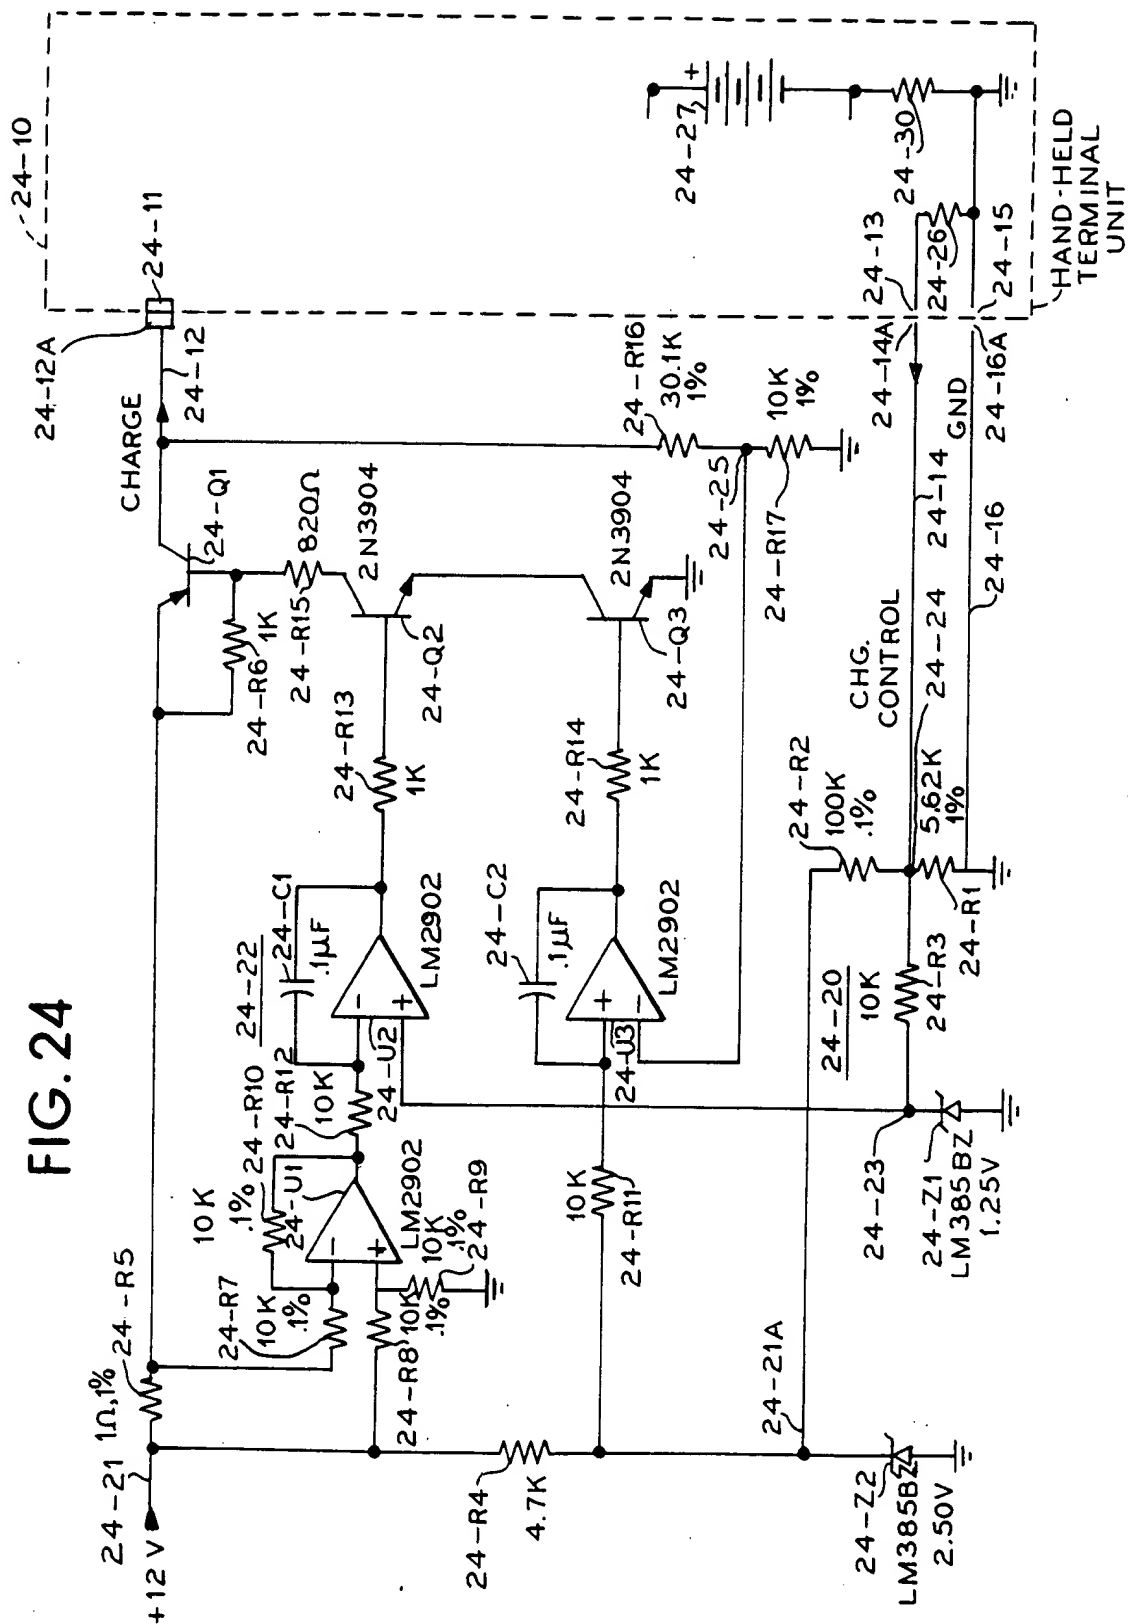 FIG. 24
24-10
24-12A
24-11
24-12
CHARGE
24-Q1
24-R6
1K
24-R15
820Ω
2N3904
24-Q2
24-R13
1K
2N3904
24-Q3
24-R14
1K
24-R16
30.1K
1%
24-25
10K
1%
24-R17
24-27
+
24-30
24-26
24-13
24-15
24-14A
24-16A
HAND-HELD
TERMINAL
UNIT
GND
24-14
24-16
CHG.
CONTROL
24-24
24-R2
100K
.1%
5.62K
1%
24-R1
24-R3
10K
24-20
24-23
24-Z1
LM385BZ
1.25V
24-22
24-C1
.1µF
LM2902
24-U2
-
+
24-C2
.1µF
LM2902
24-U3
+
-
24-R12
10K
24-R10
10K
.1%
24-U1
LM2902
-
+
24-R9
10K
.1%
24-R7
10K
.1%
24-R8
10K
.1%
24-R5
1Ω,1%
24-21
+12V
24-R4
4.7K
10K
24-R11
24-21A
24-Z2
LM385BZ
2.50V